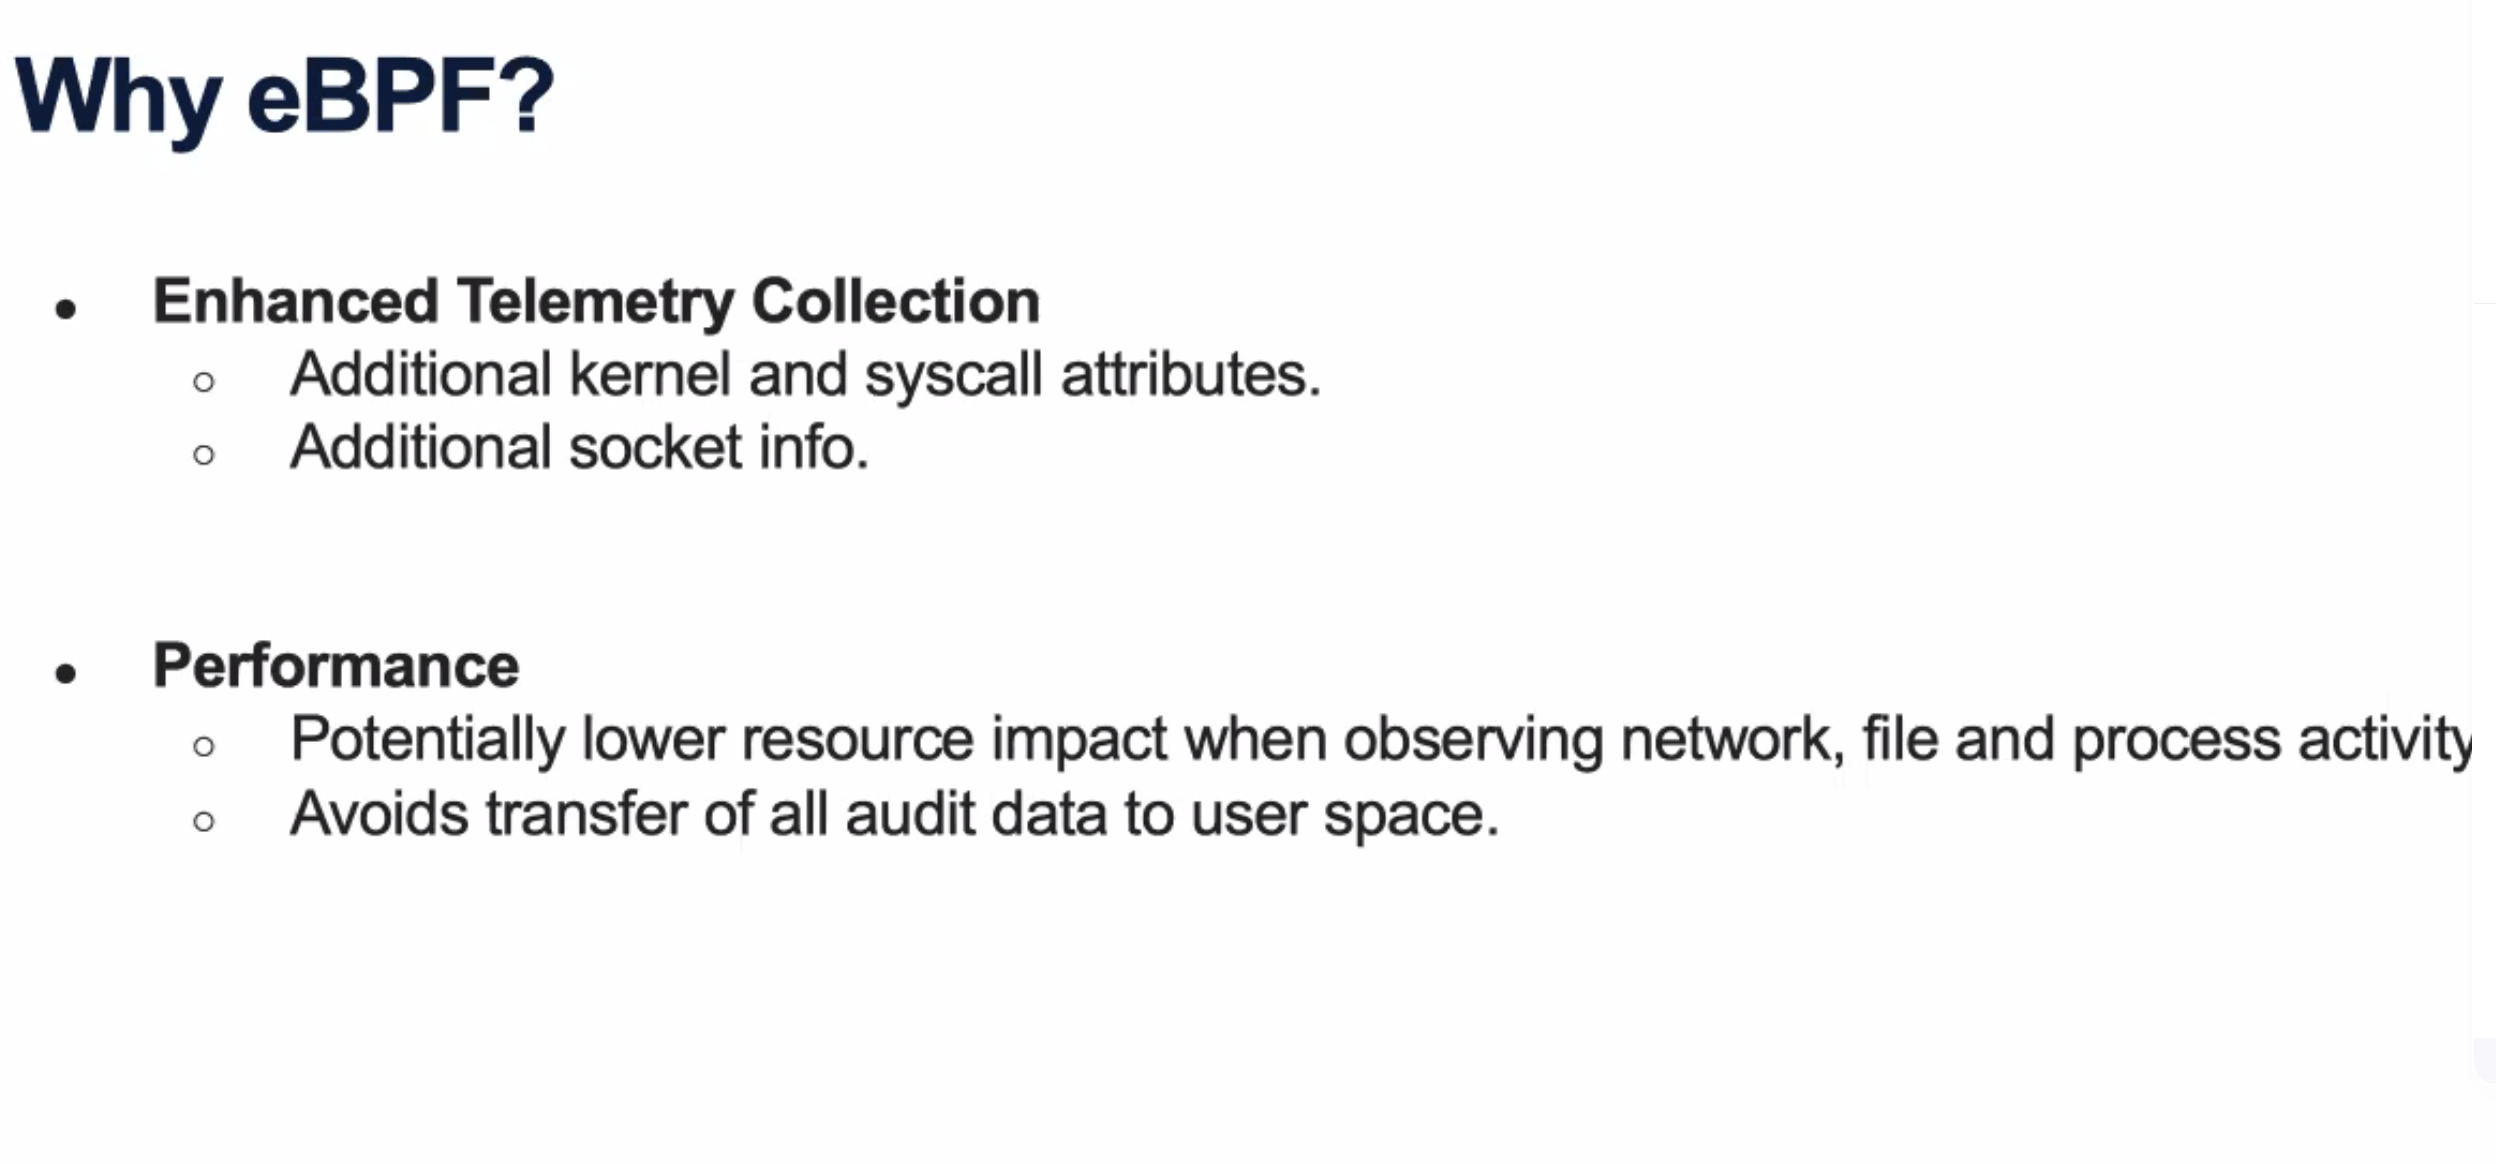 Why eBPF?
● Enhanced Telemetry Collection
○ Additional kernel and syscall attributes.
○ Additional socket info.
● Performance
○ Potentially lower resource impact when observing network, file and process activity
○ Avoids transfer of all audit data to user space.